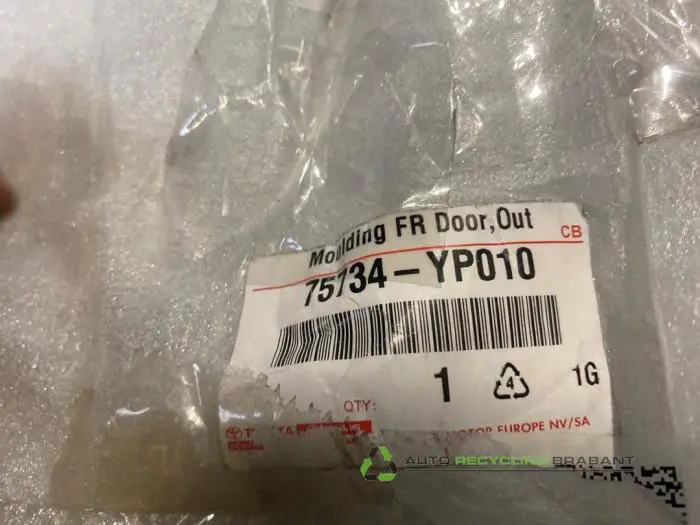 Moulding FR Door,Out
CB
75734-YP010
QTY: 1
4
1G
MOTOR EUROPE NV/SA
AUTO RECYCLING BRABANT